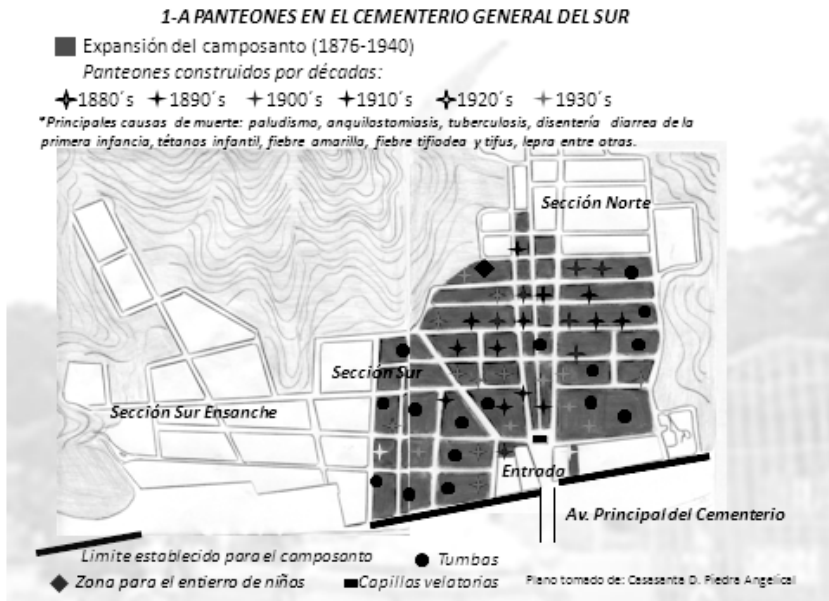 1-A PANTEONES EN EL CEMENTERIO GENERAL DEL SUR
Expansión del camposanto (1876-1940)
Panteones construidos por décadas:
1880´s 1890´s 1900´s 1910´s 1920´s 1930´s
*Principales causas de muerte: paludismo, anquilostomiasis, tuberculosis, disentería diarrea de la
primera infancia, tétanos infantil, fiebre amarilla, fiebre tifiodea y tifus, lepra entre otras.
Sección Norte
Sección Sur
Sección Sur Ensanche
Entrada
Av. Principal del Cementerio
Limite establecido para el camposanto
Tumbas
Zona para el entierro de niños
Capillas velatorias
Plano tomado de: Casasanta D. Piedra Angelical